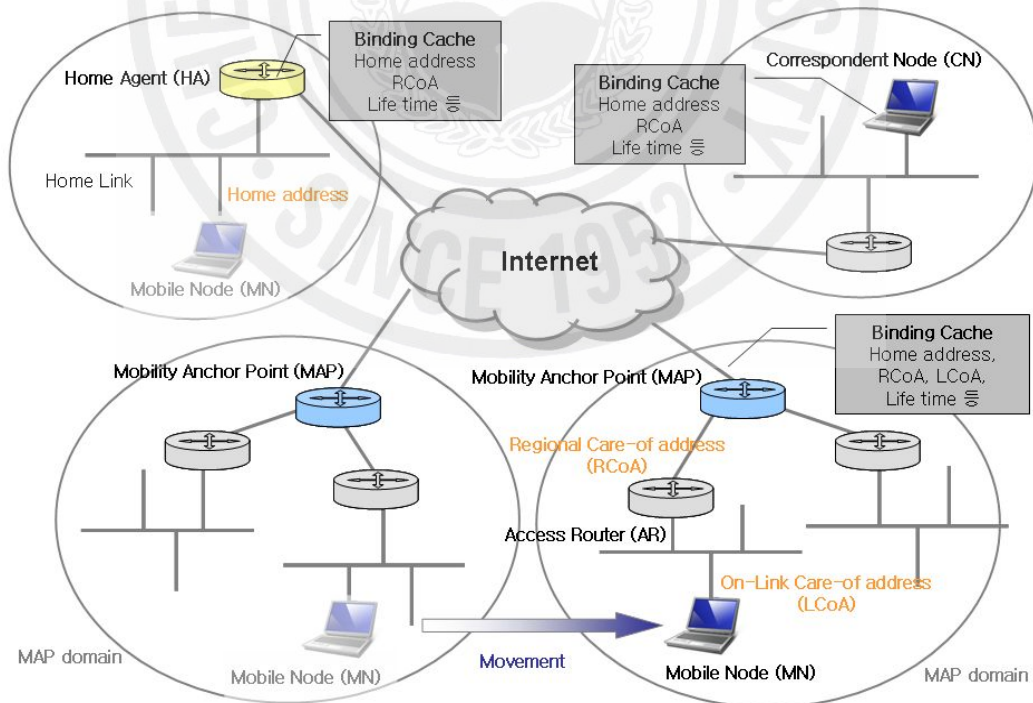 Binding Cache
Home address
RCoA
Life time 등
Home Agent (HA)
Home Link
Home address
Mobile Node (MN)
Correspondent Node (CN)
Binding Cache
Home address
RCoA
Life time 등
Internet
SINCE 1952
Mobility Anchor Point (MAP)
MAP domain
Mobile Node (MN)
Movement
Mobility Anchor Point (MAP)
Binding Cache
Home address,
RCoA, LCoA,
Life time 등
Regional Care-of address
(RCoA)
Access Router (AR)
On-Link Care-of address
(LCoA)
Mobile Node (MN)
MAP domain